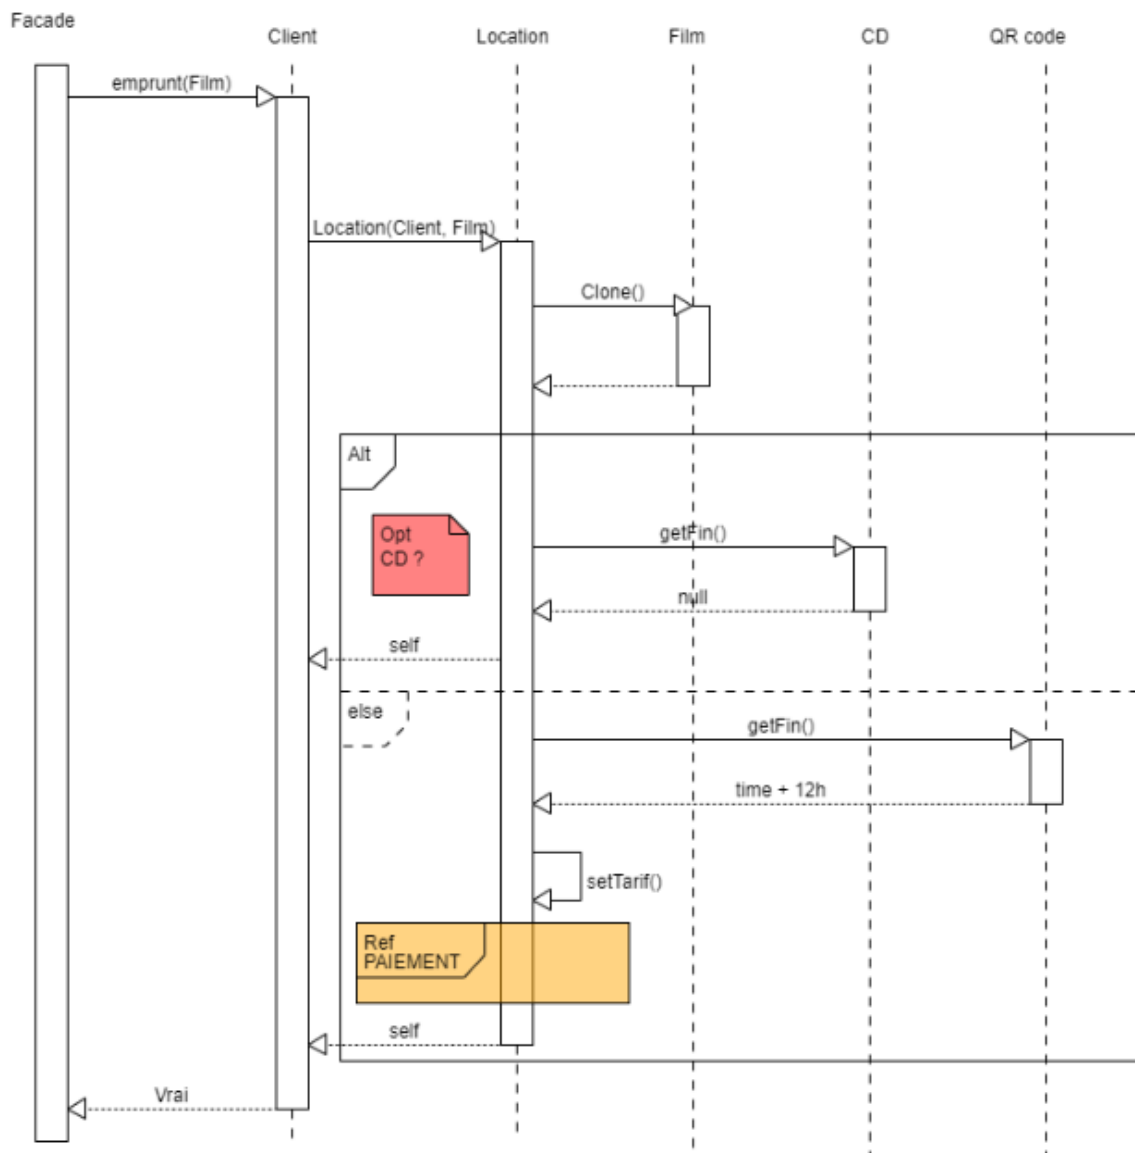 Facade
Client
Location
Film
CD
QR code
emprunt(Film)
Location(Client, Film)
Clone()
Alt
Opt
CD ?
getFin()
null
self
else
getFin()
time + 12h
setTarif()
Ref
PAIEMENT
self
Vrai